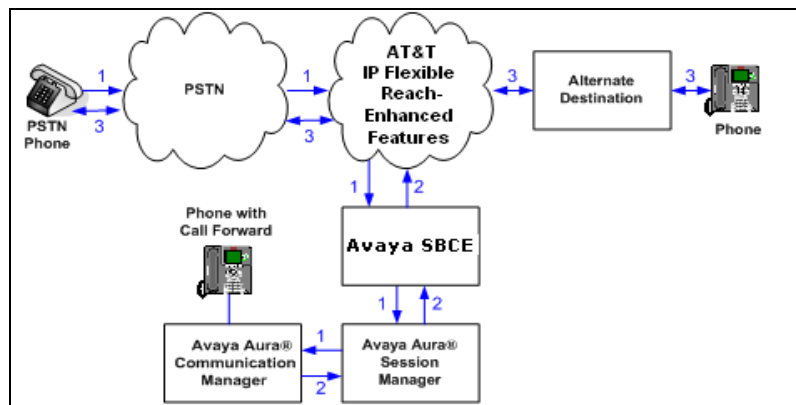 AT&T
IP Flexible
Reach-
Enhanced
Features
PSTN
1
1
3
3
3
3
PSTN
Phone
Alternate
Destination
Phone
1
2
Phone with
Call Forward
Avaya SBCE
1
2
Avaya Aura®
Communication
Manager
1
2
Avaya Aura®
Session
Manager